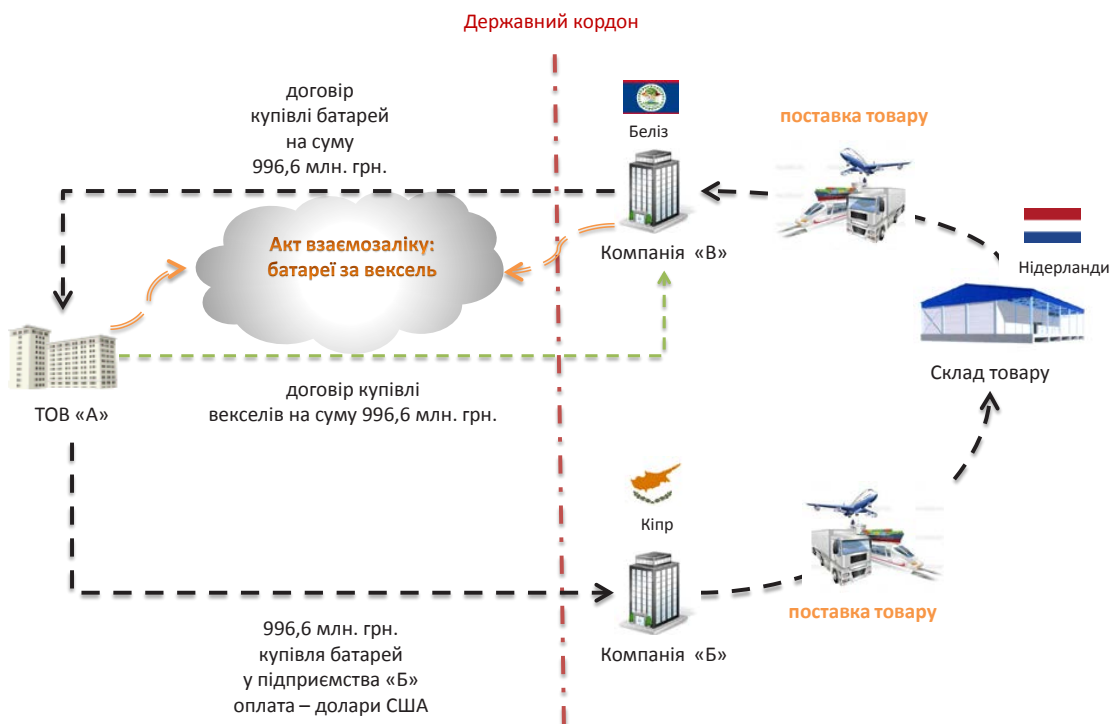 Державний кордон
договір
купівлі батарей
на суму
996,6 млн. грн.
Беліз
поставка товару
Акт взаємозаліку:
батареї за вексель
Компанія «В»
Нідерланди
Склад товару
ТОВ «А»
договір купівлі
векселів на суму 996,6 млн. грн.
Кіпр
поставка товару
996,6 млн. грн.
купівля батарей
у підприємства «Б»
оплата – долари США
Компанія «Б»